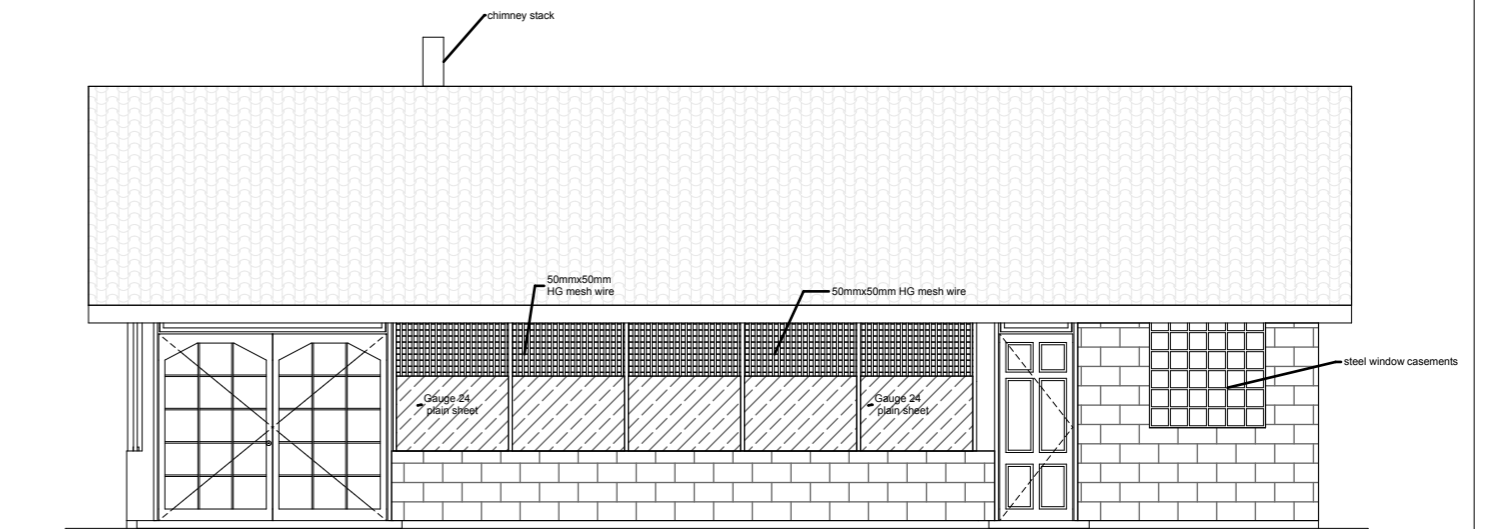 chimney stack
50mmx50mm
HG mesh wire
50mmx50mm HG mesh wire
steel window casements
Gauge 24
plain sheet
Gauge 24
plain sheet